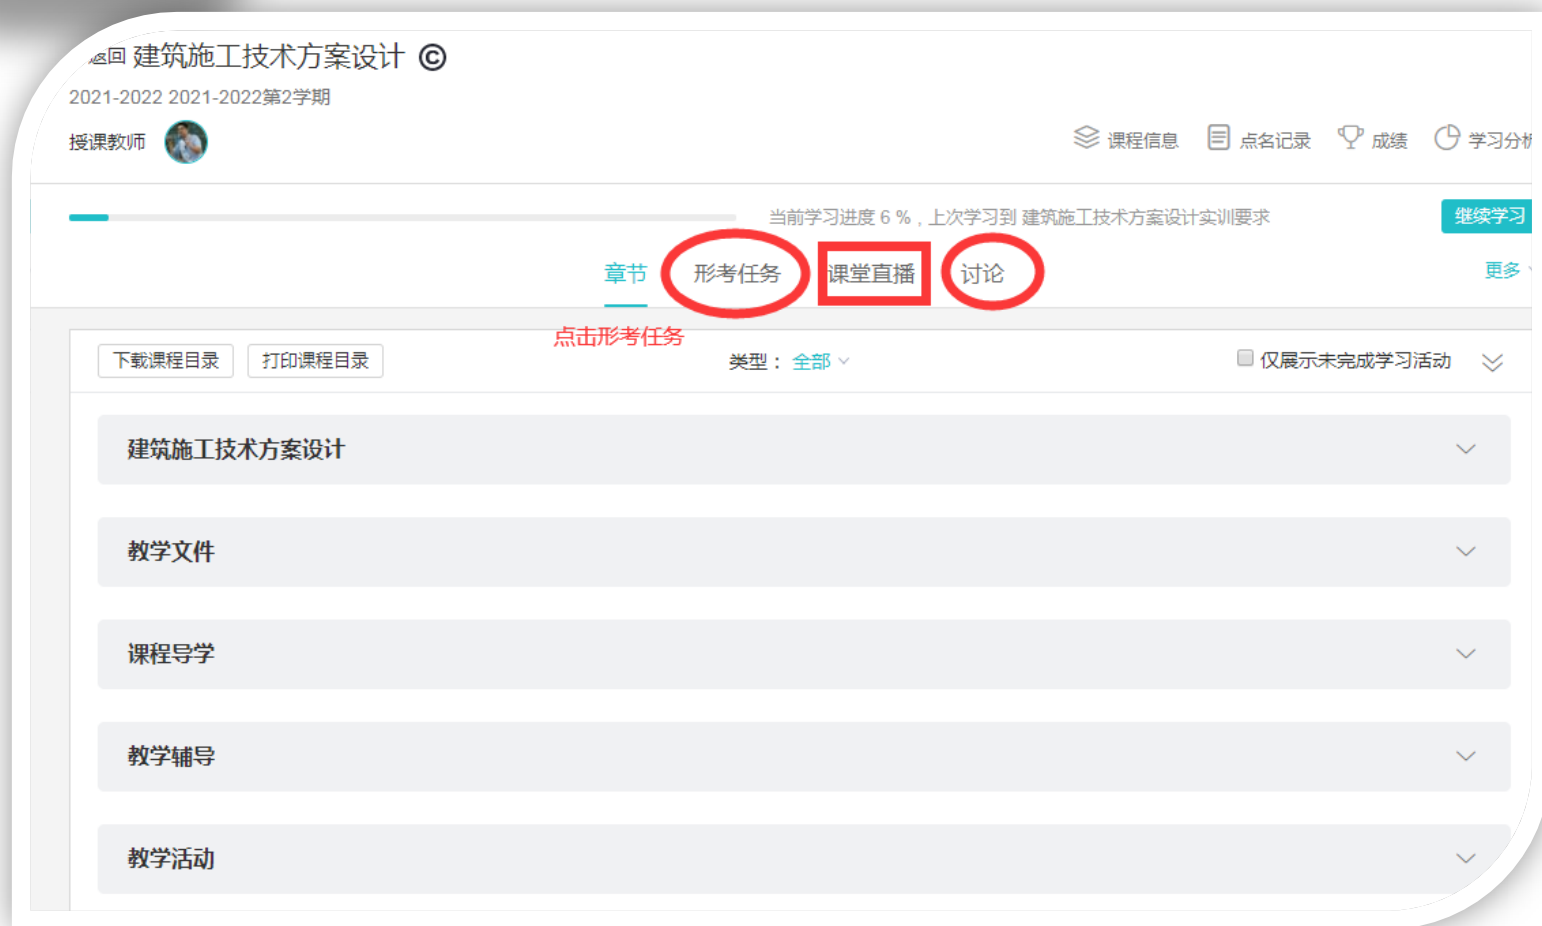 返回 建筑施工技术方案设计 ©
2021-2022 2021-2022第2学期
授课教师
课程信息 点名记录 成绩 学习分析
当前学习进度 6 % , 上次学习到 建筑施工技术方案设计实训要求
继续学习
章节 形考任务 课堂直播 讨论
更多
点击形考任务
下载课程目录 打印课程目录 类型： 全部 仅展示未完成学习活动
建筑施工技术方案设计
教学文件
课程导学
教学辅导
教学活动